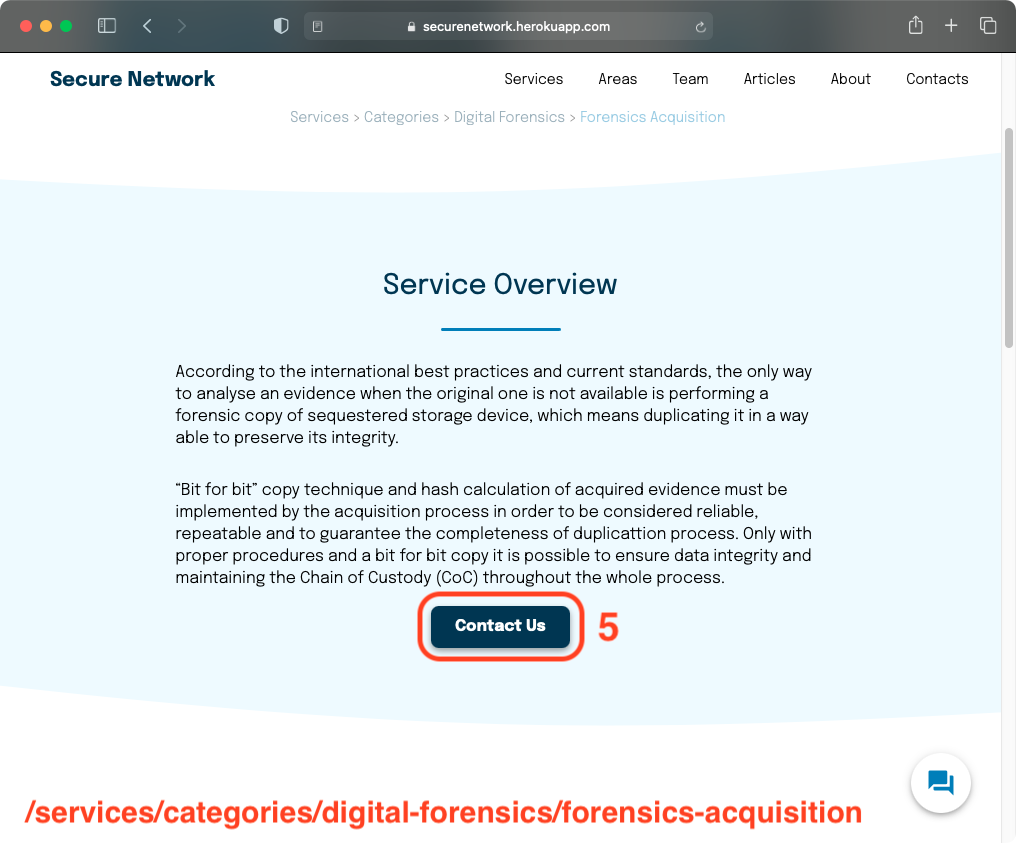 securenetwork.herokuapp.com
Secure Network
Services Areas Team Articles About Contacts
Services > Categories > Digital Forensics > Forensics Acquisition
Service Overview
According to the international best practices and current standards, the only way
to analyse an evidence when the original one is not available is performing a
forensic copy of sequestered storage device, which means duplicating it in a way
able to preserve its integrity.
“Bit for bit” copy technique and hash calculation of acquired evidence must be
implemented by the acquisition process in order to be considered reliable,
repeatable and to guarantee the completeness of duplicattion process. Only with
proper procedures and a bit for bit copy it is possible to ensure data integrity and
maintaining the Chain of Custody (CoC) throughout the whole process.
Contact Us 5
/services/categories/digital-forensics/forensics-acquisition